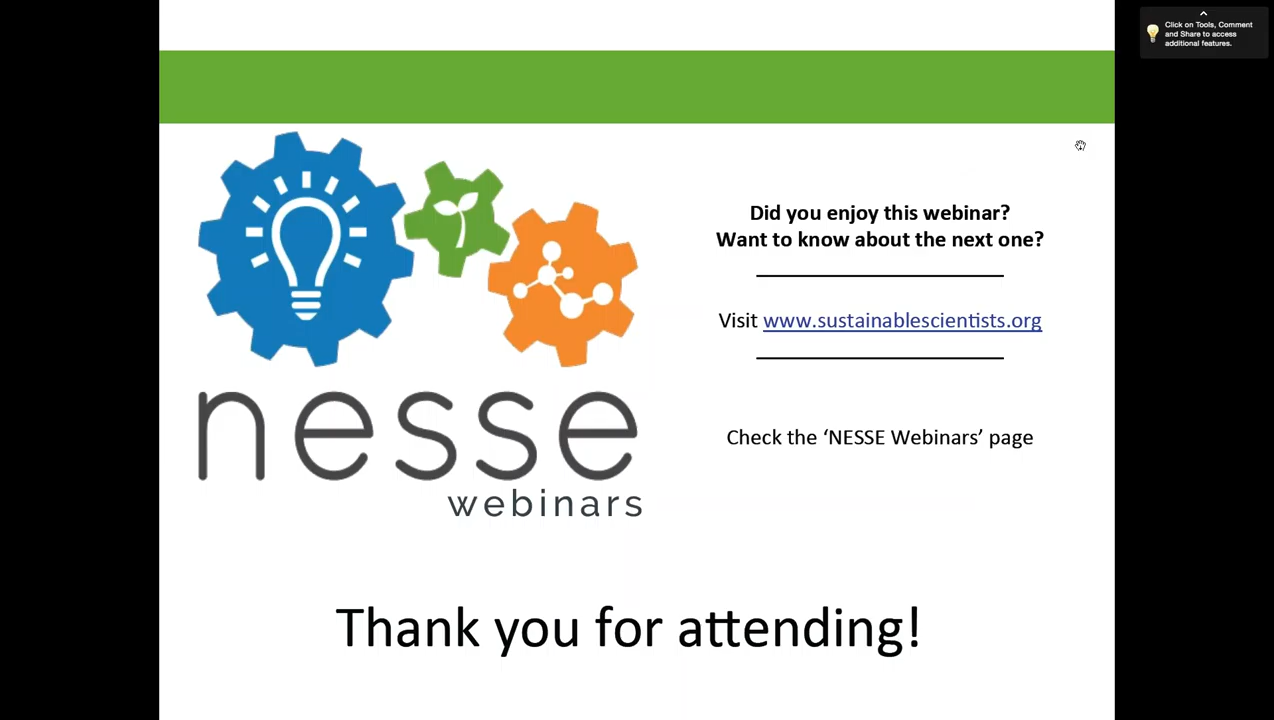 Click on Tools, Comment
and Share to access
additional features.
Did you enjoy this webinar?
Want to know about the next one?
Visit www.sustainablescientists.org
Check the ‘NESSE Webinars’ page
nesse
webinars
Thank you for attending!